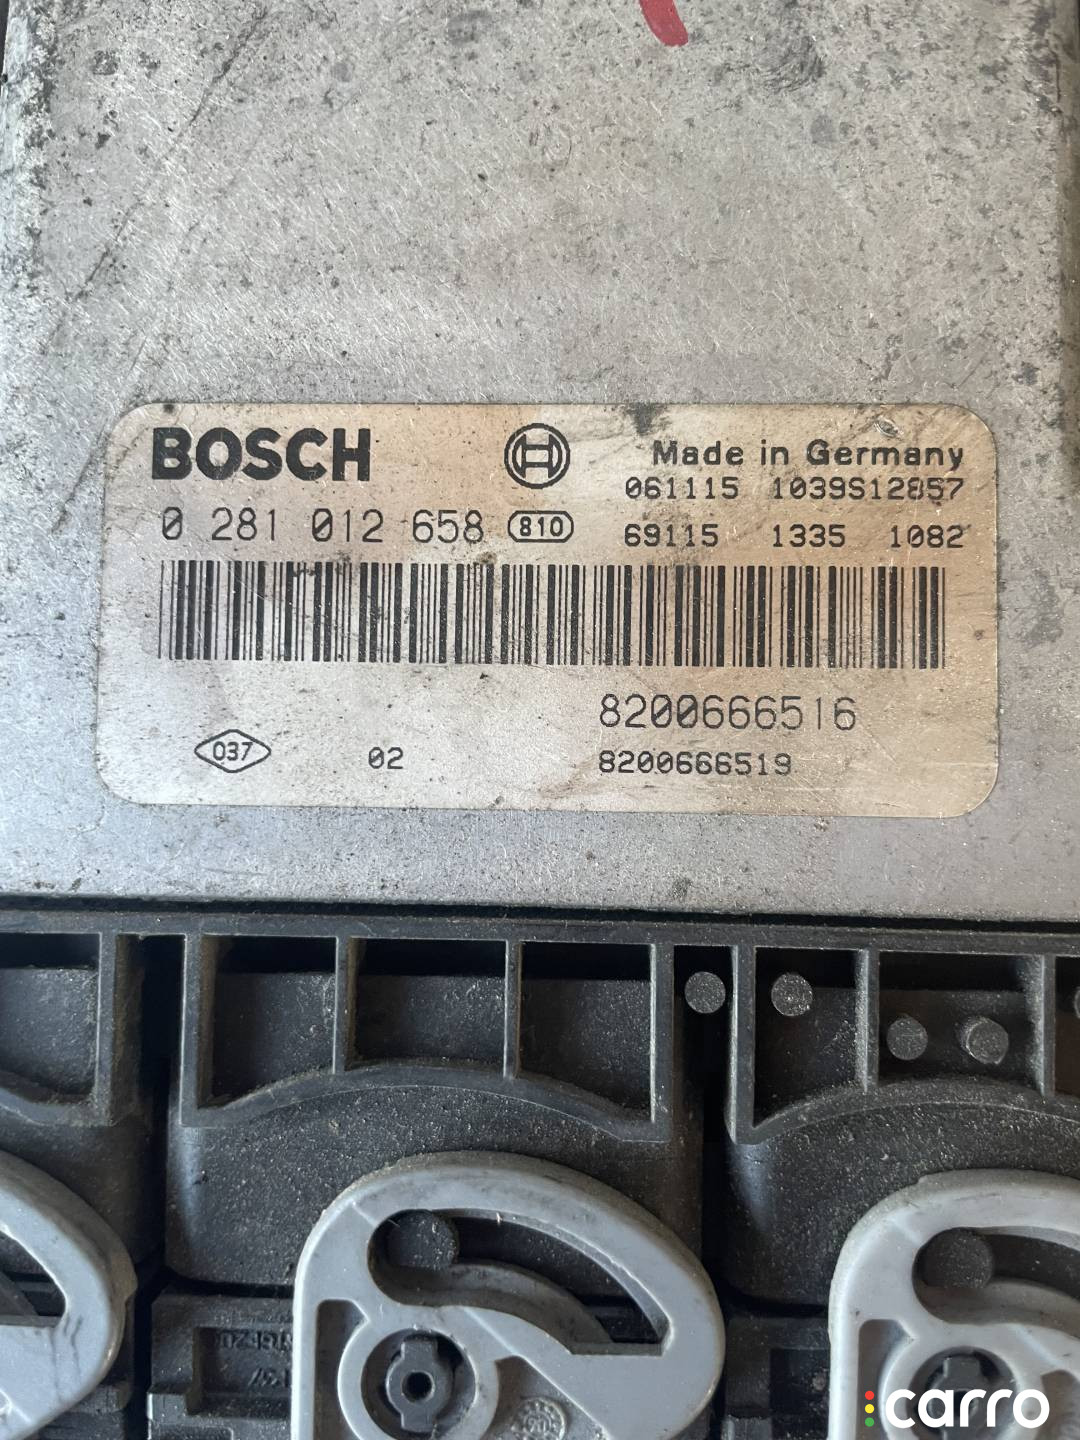 BOSCH
Made in Germany
061115 1039S12857
0 281 012 658 810
69115 1335 1082
8200666516
037 02 8200666519
carro